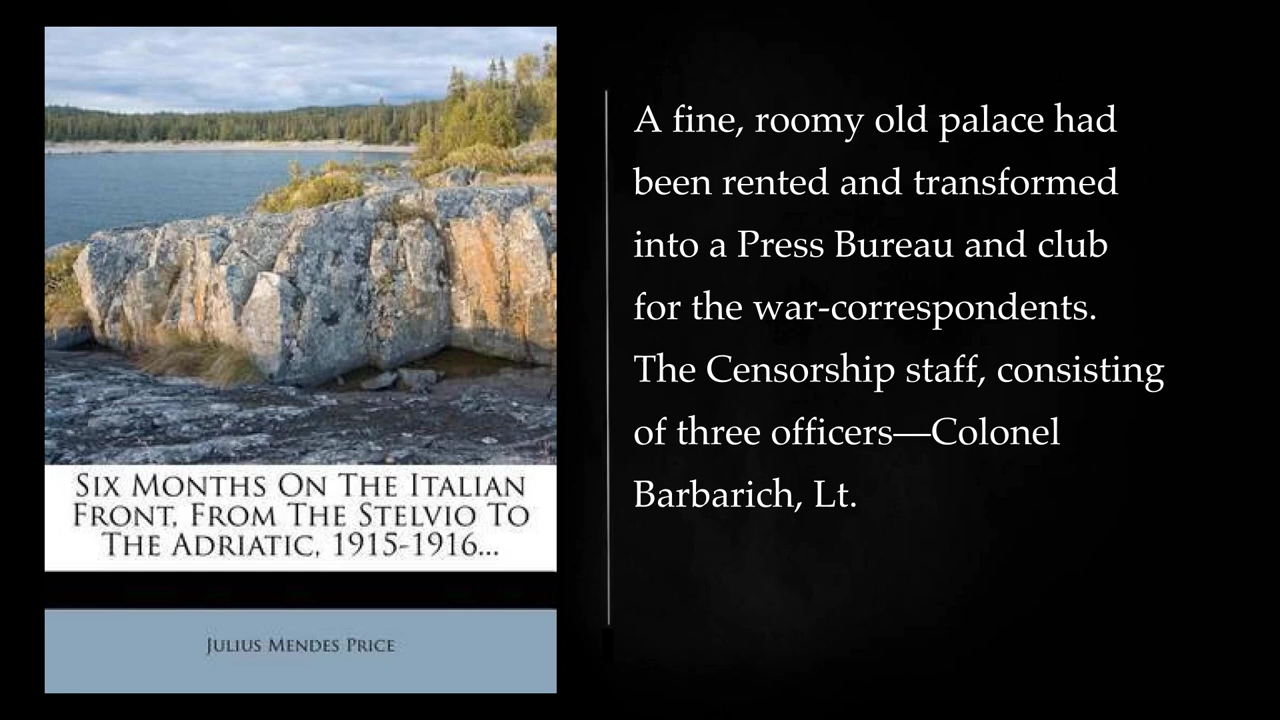 Six Months On The Italian
Front, From The Stelvio To
The Adriatic, 1915-1916...
Julius Mendes Price
A fine, roomy old palace had
been rented and transformed
into a Press Bureau and club
for the war-correspondents.
The Censorship staff, consisting
of three officers—Colonel
Barbarich, Lt.